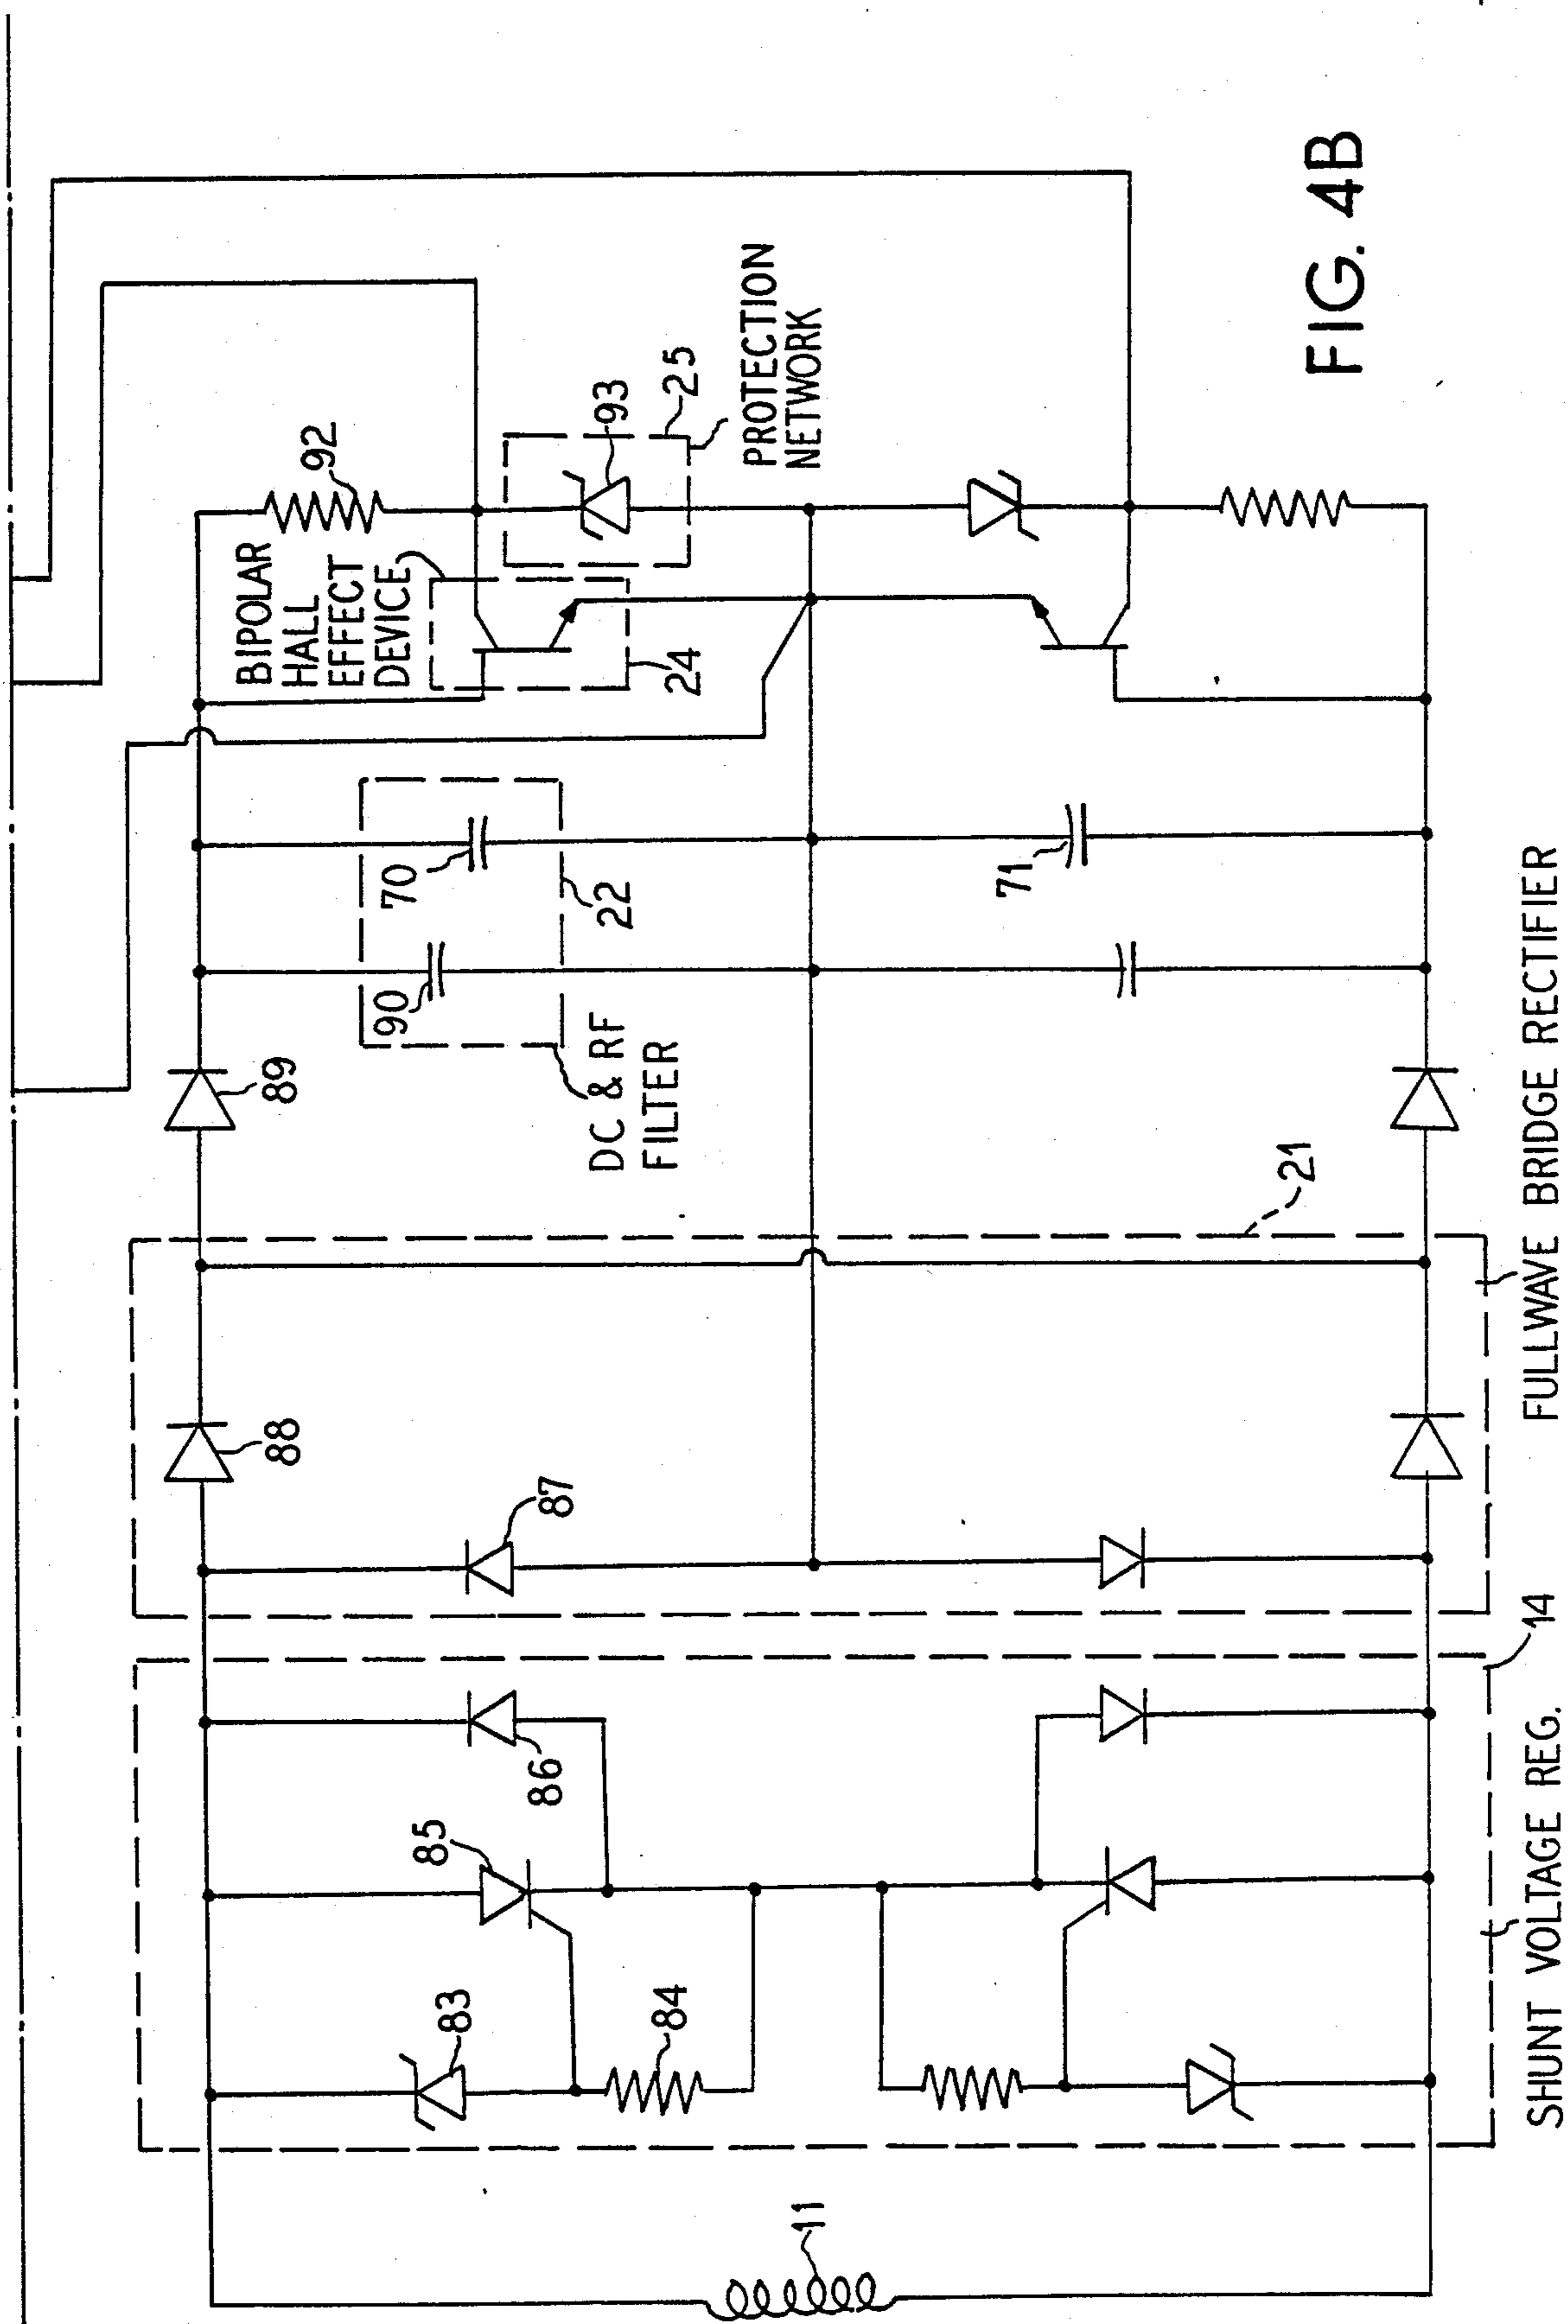 92
BIPOLAR
HALL
EFFECT
DEVICE
24
93
25
PROTECTION
NETWORK
70
22
90
DC & RF
FILTER
71
89
88
87
21
FULLWAVE BRIDGE RECTIFIER
86
85
83
84
14
SHUNT VOLTAGE REG.
11
FIG. 4B